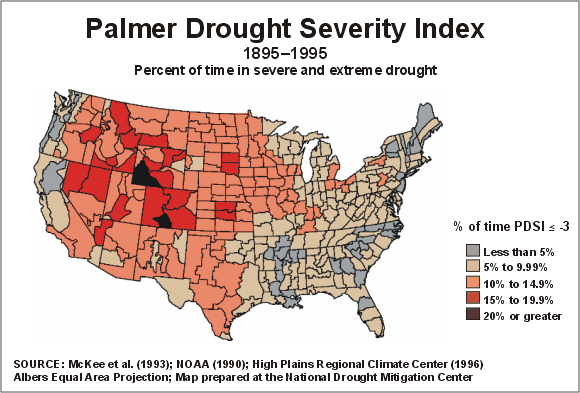 Palmer Drought Severity Index
1895–1995
Percent of time in severe and extreme drought
% of time PDSI ≤ -3
Less than 5%
5% to 9.99%
10% to 14.9%
15% to 19.9%
20% or greater
SOURCE: McKee et al. (1993); NOAA (1990); High Plains Regional Climate Center (1996)
Albers Equal Area Projection; Map prepared at the National Drought Mitigation Center